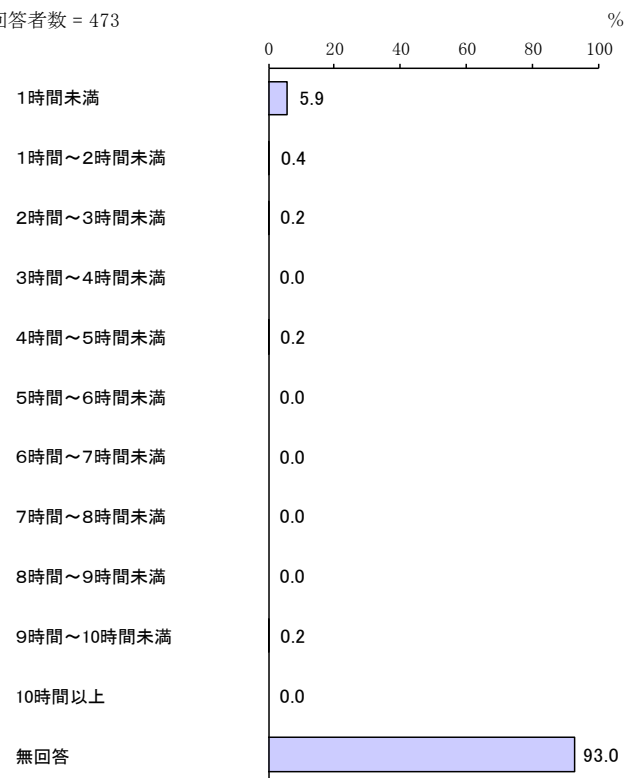 回答者数 = 473
%
0 20 40 60 80 100
1時間未満 5.9
1時間～2時間未満 0.4
2時間～3時間未満 0.2
3時間～4時間未満 0.0
4時間～5時間未満 0.2
5時間～6時間未満 0.0
6時間～7時間未満 0.0
7時間～8時間未満 0.0
8時間～9時間未満 0.0
9時間～10時間未満 0.2
10時間以上 0.0
無回答 93.0